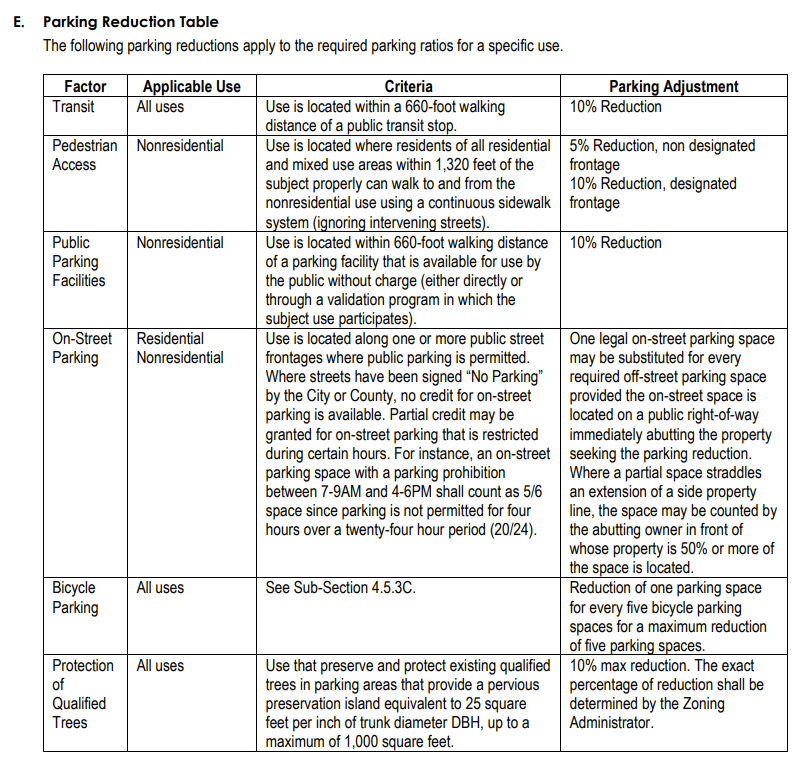 E. Parking Reduction Table
The following parking reductions apply to the required parking ratios for a specific use.
Factor
Applicable Use
Criteria
Parking Adjustment
Transit
All uses
Use is located within a 660-foot walking
distance of a public transit stop.
10% Reduction
Pedestrian
Access
Nonresidential
Use is located where residents of all residential
and mixed use areas within 1,320 feet of the
subject properly can walk to and from the
nonresidential use using a continuous sidewalk
system (ignoring intervening streets).
5% Reduction, non designated
frontage
10% Reduction, designated
frontage
Public
Parking
Facilities
Nonresidential
Use is located within 660-foot walking distance
of a parking facility that is available for use by
the public without charge (either directly or
through a validation program in which the
subject use participates).
10% Reduction
On-Street
Parking
Residential
Nonresidential
Use is located along one or more public street
frontages where public parking is permitted.
Where streets have been signed “No Parking”
by the City or County, no credit for on-street
parking is available. Partial credit may be
granted for on-street parking that is restricted
during certain hours. For instance, an on-street
parking space with a parking prohibition
between 7-9AM and 4-6PM shall count as 5/6
space since parking is not permitted for four
hours over a twenty-four hour period (20/24).
One legal on-street parking space
may be substituted for every
required off-street parking space
provided the on-street space is
located on a public right-of-way
immediately abutting the property
seeking the parking reduction.
Where a partial space straddles
an extension of a side property
line, the space may be counted by
the abutting owner in front of
whose property is 50% or more of
the space is located.
Bicycle
Parking
All uses
See Sub-Section 4.5.3C.
Reduction of one parking space
for every five bicycle parking
spaces for a maximum reduction
of five parking spaces.
Protection
of
Qualified
Trees
All uses
Use that preserve and protect existing qualified
trees in parking areas that provide a pervious
preservation island equivalent to 25 square
feet per inch of trunk diameter DBH, up to a
maximum of 1,000 square feet.
10% max reduction. The exact
percentage of reduction shall be
determined by the Zoning
Administrator.